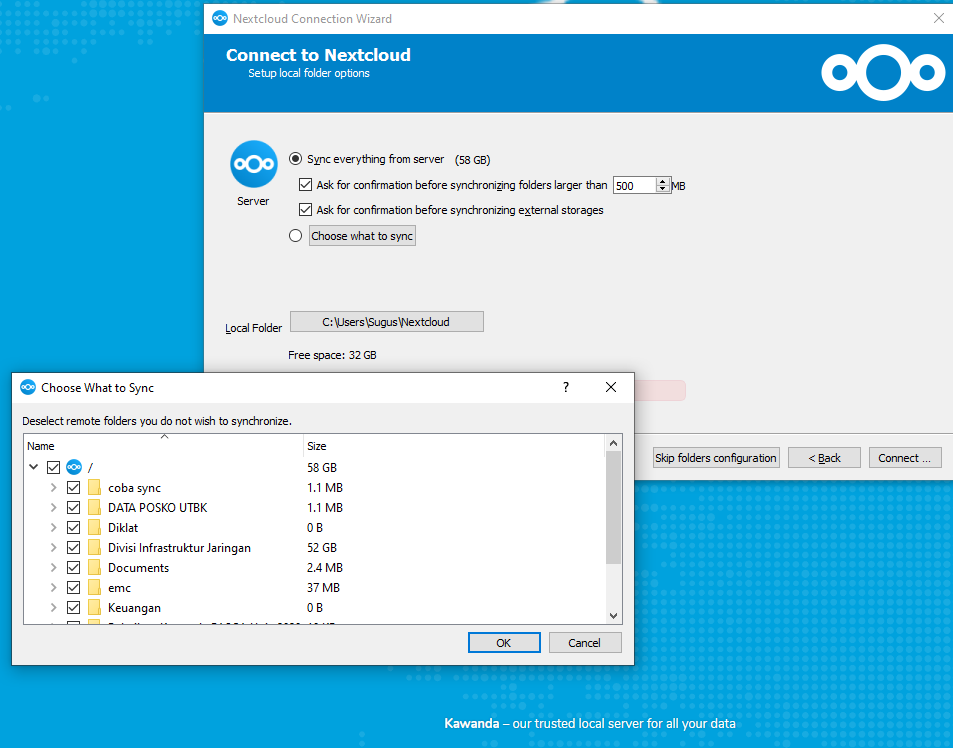 Nextcloud Connection Wizard
Connect to Nextcloud
Setup local folder options
Sync everything from server (58 GB)
Ask for confirmation before synchronizing folders larger than 500 MB
Server
Ask for confirmation before synchronizing external storages
Choose what to sync
Local Folder C:\Users\Sugus\Nextcloud
Free space: 32 GB
Skip folders configuration < Back Connect ...
Choose What to Sync ?
Deselect remote folders you do not wish to synchronize.
Name Size
/ 58 GB
coba sync 1.1 MB
DATA POSKO UTBK 1.1 MB
Diklat 0 B
Divisi Infrastruktur Jaringan 52 GB
Documents 2.4 MB
emc 37 MB
Keuangan 0 B
OK Cancel
Kawanda – our trusted local server for all your data